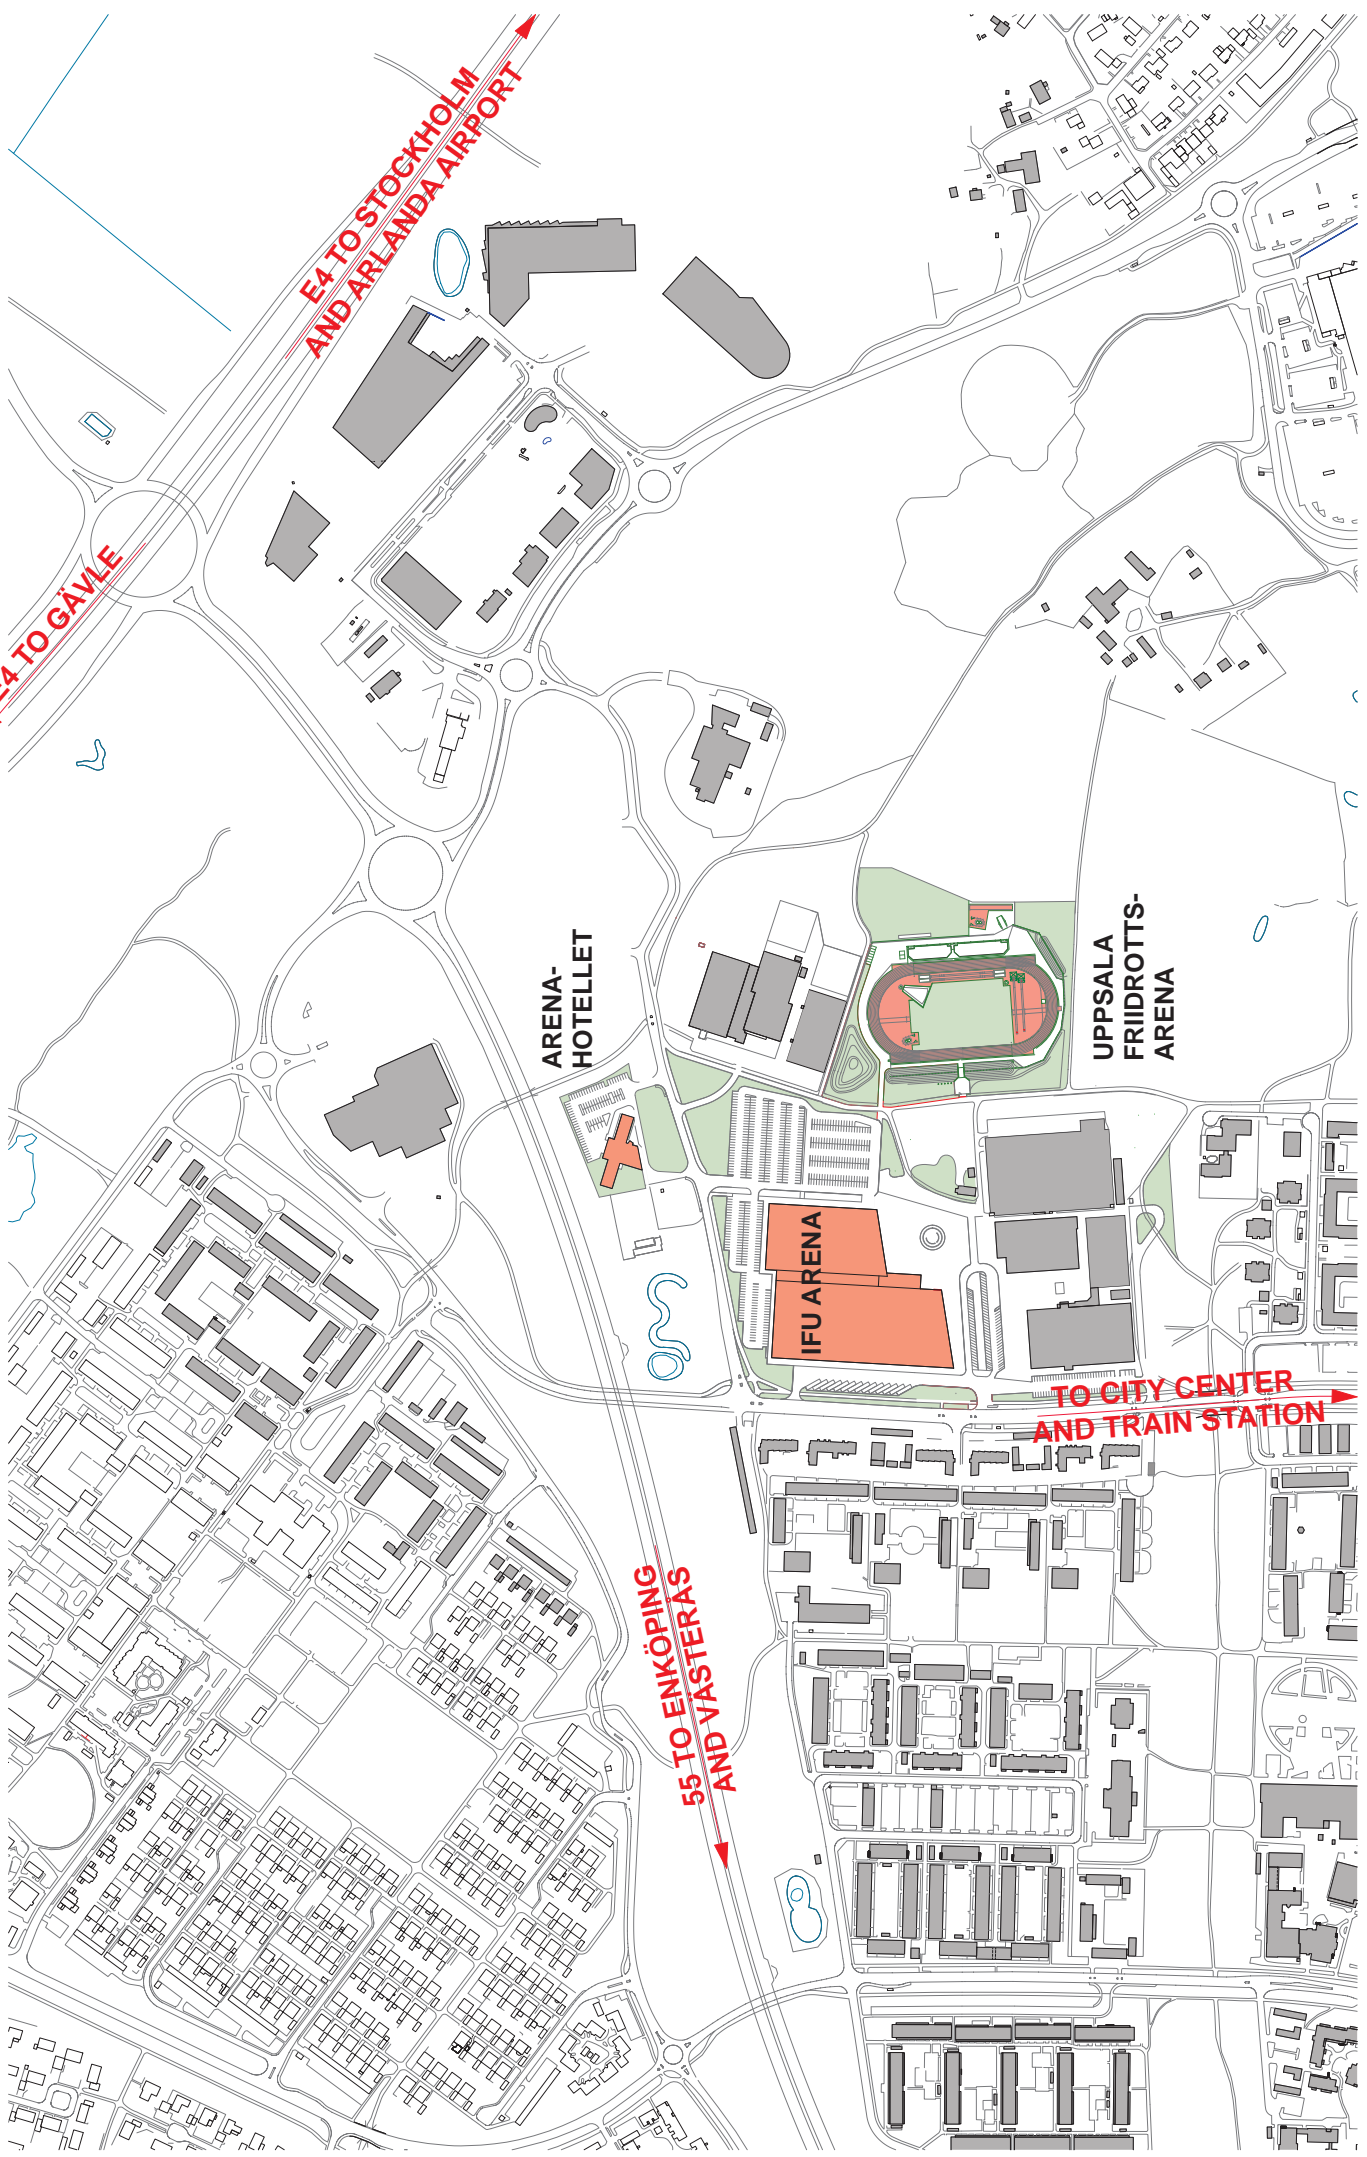 E4 TO STOCKHOLM
AND ARLANDA AIRPORT
E4 TO GÄVLE
ARENA-
HOTELLET
UPPSALA
FRIIDROTTS-
ARENA
IFU ARENA
TO CITY CENTER
AND TRAIN STATION
55 TO ENKÖPING
AND VÄSTERÅS